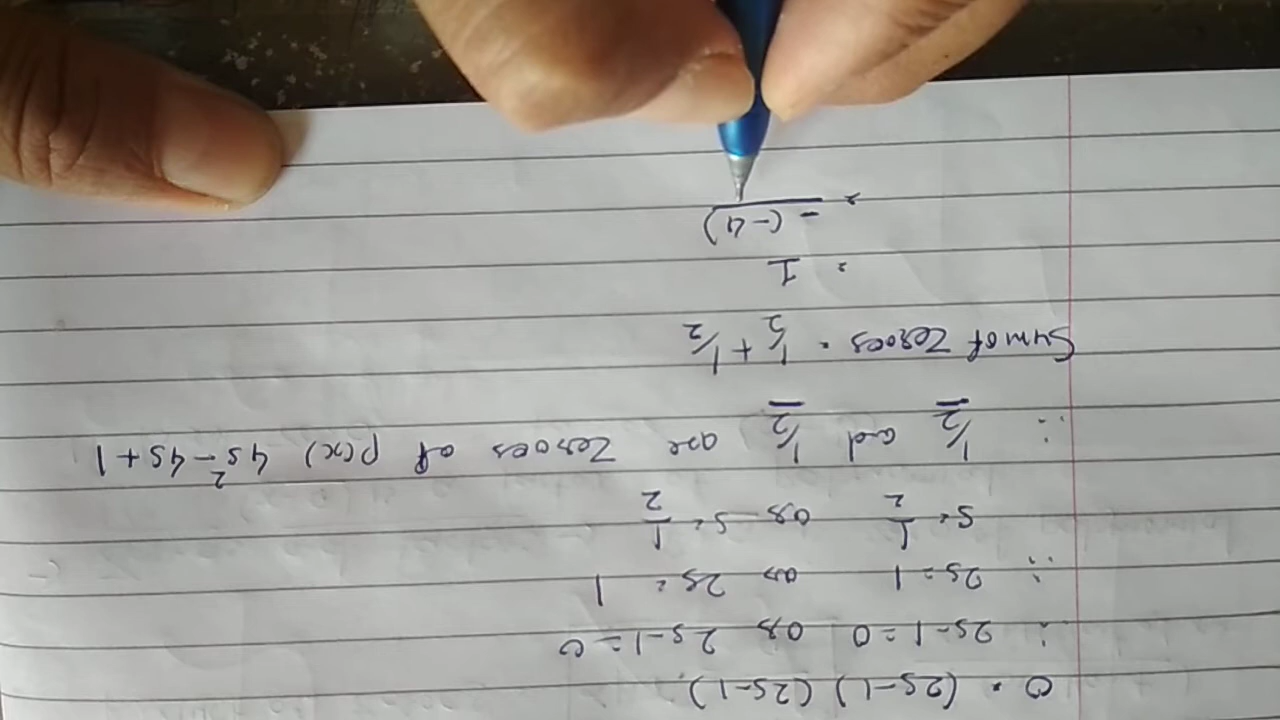 0 = (2s-1) (2s-1)
∴ 2s-1=0 or 2s-1=0
∴ 2s=1 or 2s=1
s=1/2 or s=1/2
∴ 1/2 and 1/2 are zeroes of p(x) 4s²-4s+1
Sum of zeroes = 1/2 + 1/2
= 1
= -(-4)